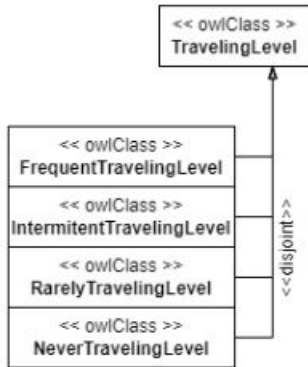 << owlClass >>
TravelingLevel
<< owlClass >>
FrequentTravelingLevel
<< owlClass >>
IntermitentTravelingLevel
<< owlClass >>
RarelyTravelingLevel
<< owlClass >>
NeverTravelingLevel
<<disjoint>>